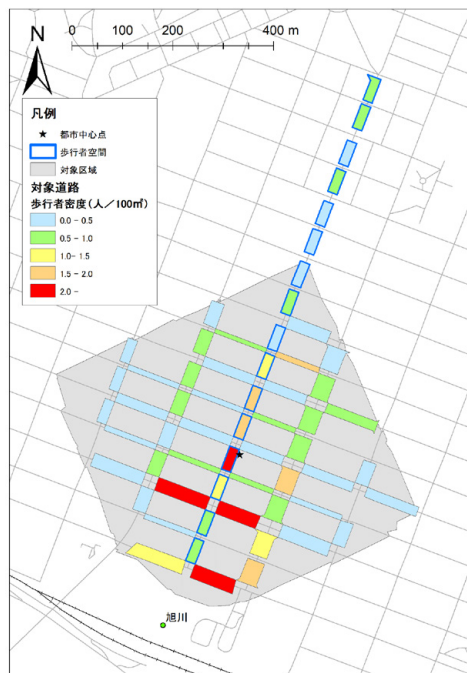 0 100 200 400 m
N
凡例
都市中心点
歩行者空間
対象区域
対象道路
歩行者密度(人/100㎡)
0.0 - 0.5
0.5 - 1.0
1.0- 1.5
1.5 - 2.0
2.0 -
旭川